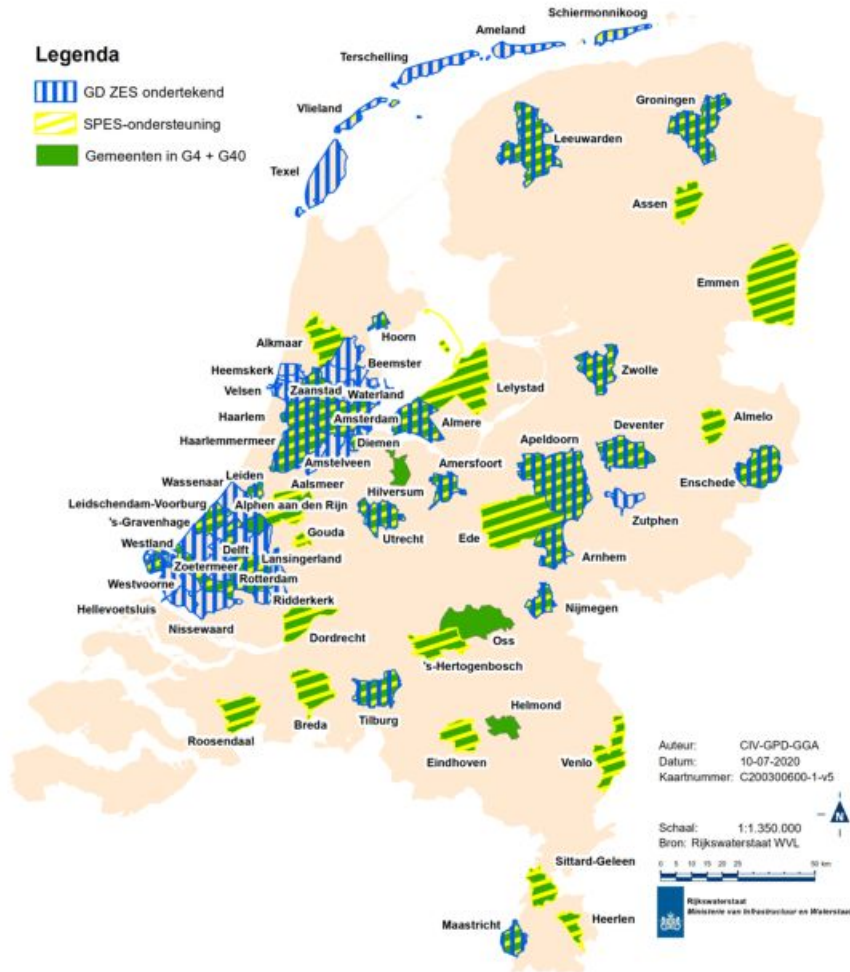 Schiermonnikoog
Ameland
Terschelling
Vlieland
Texel
Legenda
GD ZES ondertekend
SPES-ondersteuning
Gemeenten in G4 + G40
Groningen
Leeuwarden
Assen
Emmen
Hoorn
Alkmaar
Beemster
Heemskerk
Zwolle
Velsen
Zaanstad
Waterland
Lelystad
Haarlem
Amsterdam
Almere
Deventer
Almelo
Haarlemmermeer
Diemen
Apeldoorn
Amstelveen
Amersfoort
Enschede
Leiden
Wassenaar
Aalsmeer
Hilversum
Leidschendam-Voorburg
Alphen aan den Rijn
Zutphen
's-Gravenhage
Gouda
Utrecht
Ede
Westland
Delft
Lansingerland
Arnhem
Zoetermeer
Rotterdam
Westvoorne
Ridderkerk
Hellevoetsluis
Nijmegen
Nissewaard
Dordrecht
Oss
's-Hertogenbosch
Helmond
Tilburg
Breda
Roosendaal
Eindhoven
Venlo
Auteur: CIV-GPD-GGA
Datum: 10-07-2020
Kaartnummer: C200300600-1-v5
N
Schaal: 1:1.350.000
Bron: Rijkswaterstaat WVL
0 5 10 15 20 25 50 km
Sittard-Geleen
Heerlen
Maastricht
Rijkswaterstaat
Ministerie van Infrastructuur en Waterstaat